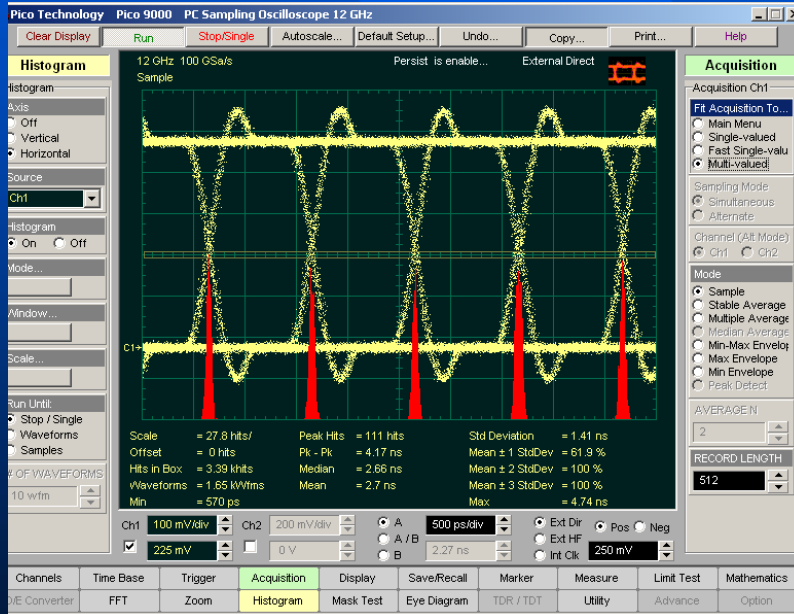 Pico Technology Pico 9000 PC Sampling Oscilloscope 12 GHz
Clear Display Run Stop/Single Autoscale... Default Setup... Undo... Copy... Print... Help
Histogram
Histogram
Axis
Off
Vertical
Horizontal
Source
Ch1
Histogram
On Off
Mode...
Window...
Scale...
Run Until:
Stop / Single
Waveforms
Samples
# OF WAVEFORMS
10 wfm
12 GHz 100 GSa/s Persist is enable... External Direct
Sample
C1
Scale = 27.8 hits/ Peak Hits = 111 hits Std Deviation = 1.41 ns
Offset = 0 hits Pk - Pk = 4.17 ns Mean ± 1 StdDev = 61.9 %
Hits in Box = 3.39 khits Median = 2.66 ns Mean ± 2 StdDev = 100 %
Waveforms = 1.65 kWfms Mean = 2.7 ns Mean ± 3 StdDev = 100 %
Min = 570 ps Max = 4.74 ns
Acquisition
Acquisition Ch1
Fit Acquisition To...
Main Menu
Single-valued
Fast Single-valu
Multi-valued
Sampling Mode
Simultaneous
Alternate
Channel (Alt Mode)
Ch1 Ch2
Mode
Sample
Stable Average
Multiple Average
Median Average
Min-Max Envelop
Max Envelope
Min Envelope
Peak Detect
AVERAGE N
2
RECORD LENGTH
512
Ch1 100 mV/div Ch2 200 mV/div A 500 ps/div Ext Dir Pos Neg
A / B Ext HF
225 mV 0 V B 2.27 ns Int Clk 250 mV
Channels Time Base Trigger Acquisition Display Save/Recall Marker Measure Limit Test Mathematics
O/E Converter FFT Zoom Histogram Mask Test Eye Diagram TDR / TDT Utility Advance Option